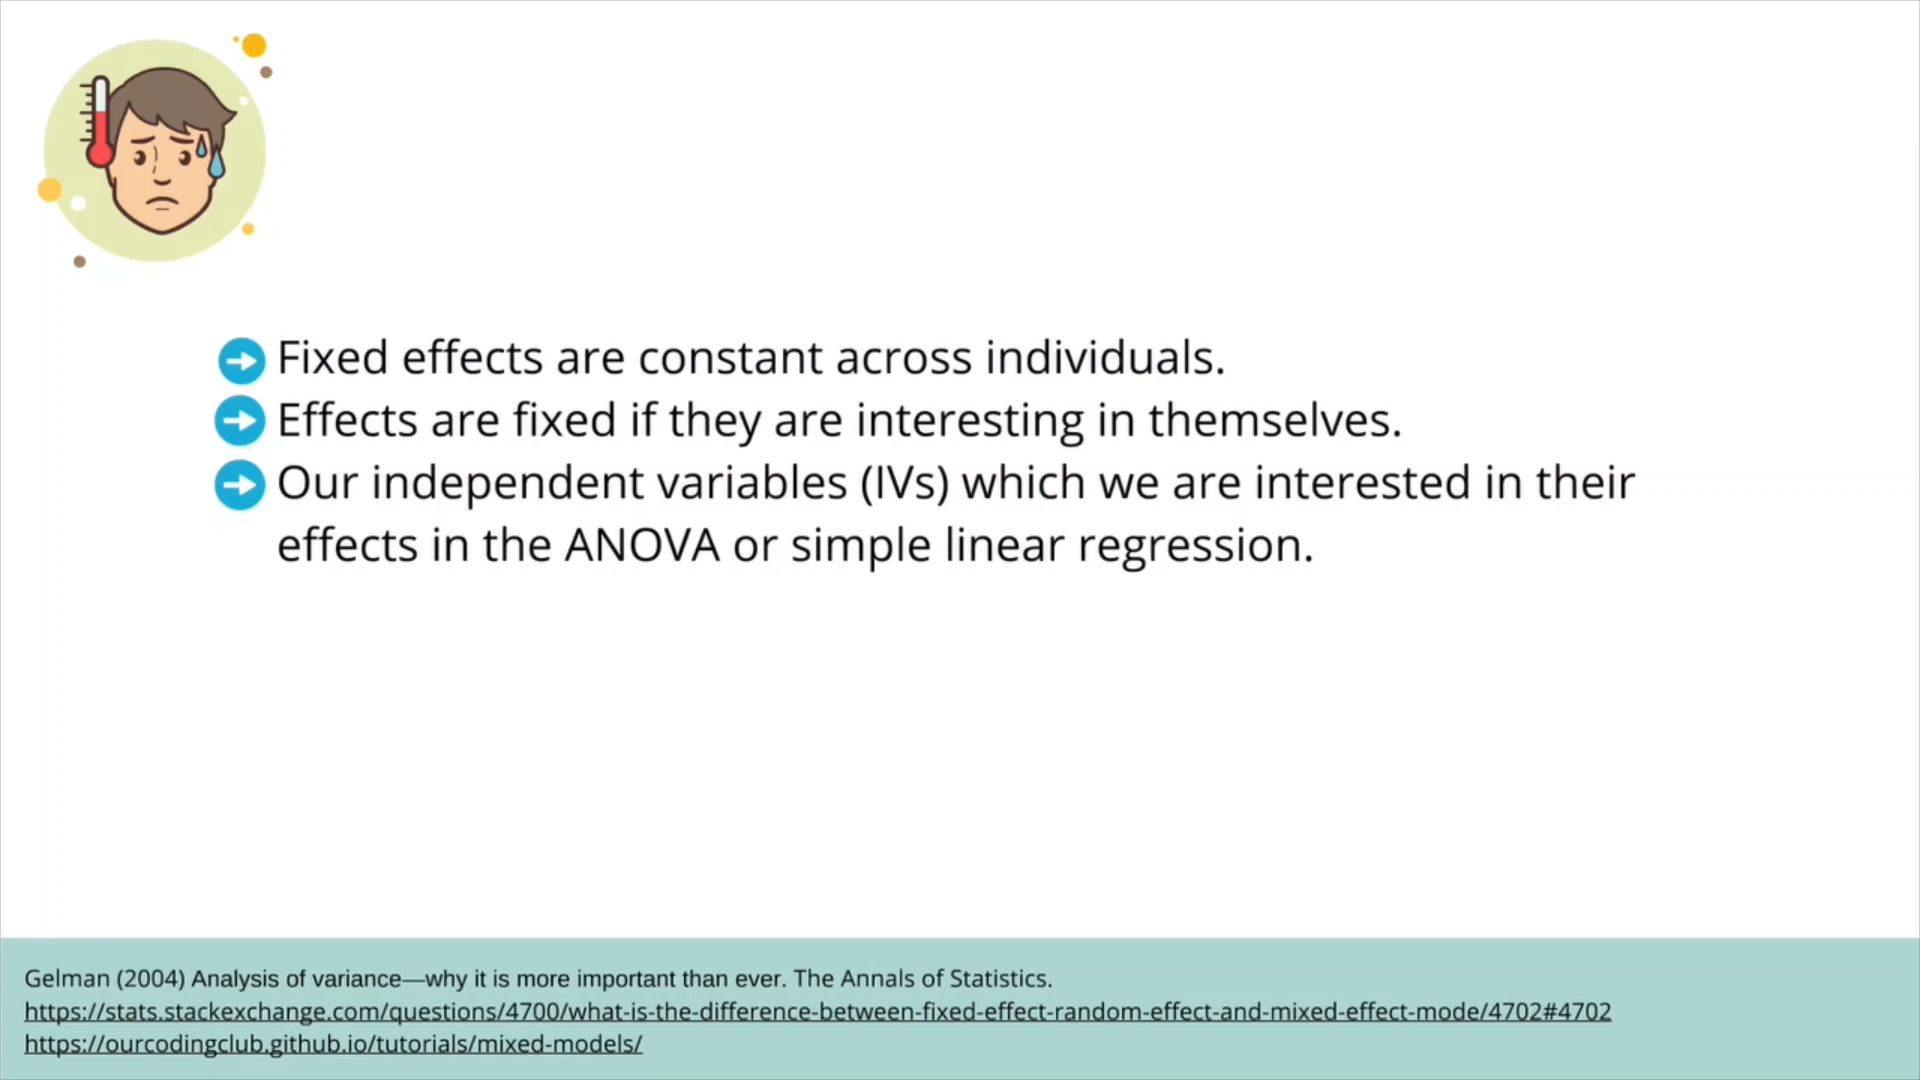 Fixed effects are constant across individuals.
Effects are fixed if they are interesting in themselves.
Our independent variables (IVs) which we are interested in their
effects in the ANOVA or simple linear regression.
Gelman (2004) Analysis of variance—why it is more important than ever. The Annals of Statistics.
https://stats.stackexchange.com/questions/4700/what-is-the-difference-between-fixed-effect-random-effect-and-mixed-effect-mode/4702#4702
https://ourcodingclub.github.io/tutorials/mixed-models/